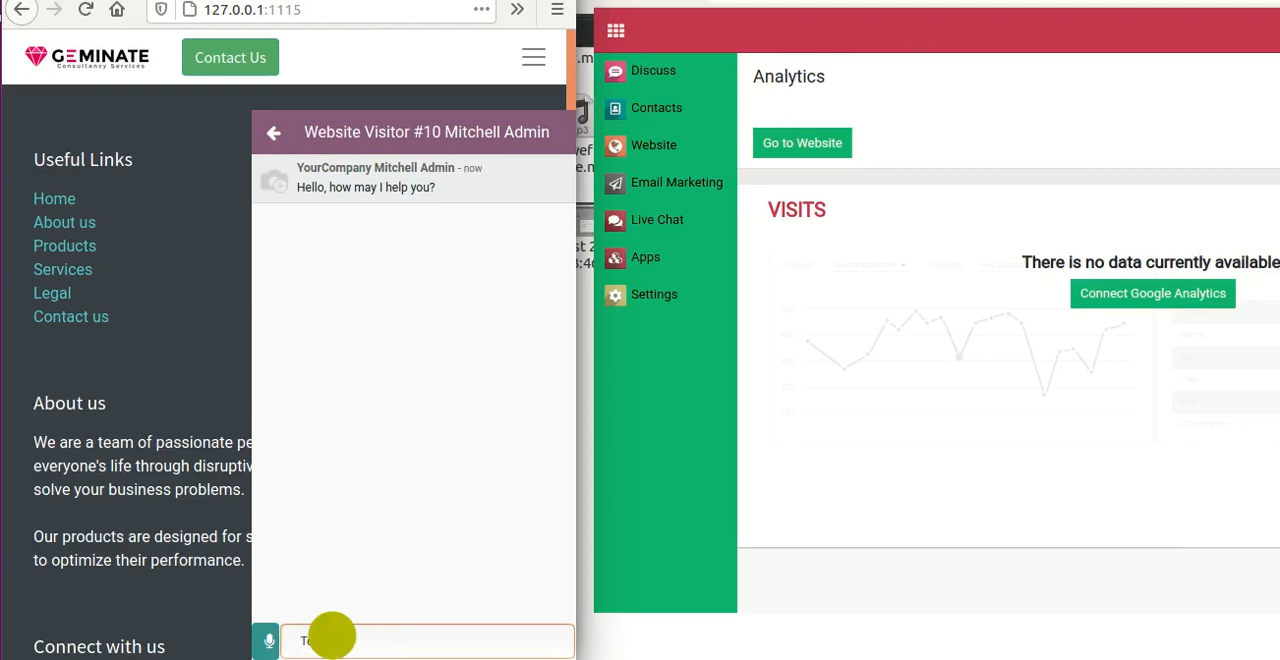 127.0.0.1:1115
GEMINATE
Consultancy Services
Contact Us
Useful Links
Home
About us
Products
Services
Legal
Contact us
About us
We are a team of passionate pe
everyone's life through disruptiv
solve your business problems.
Our products are designed for s
to optimize their performance.
Connect with us
Website Visitor #10 Mitchell Admin
YourCompany Mitchell Admin - now
Hello, how may I help you?
Discuss
Contacts
Website
Email Marketing
Live Chat
Apps
Settings
Analytics
Go to Website
VISITS
There is no data currently available
Connect Google Analytics